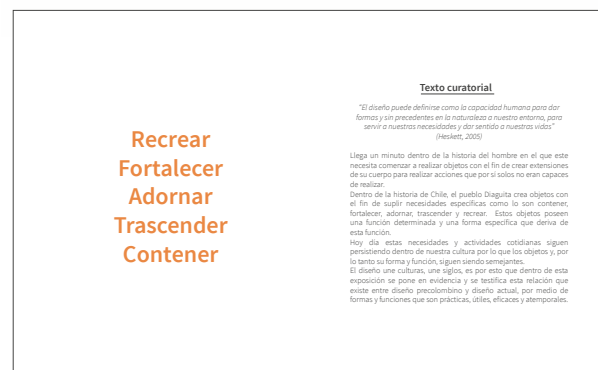 Recrear
Fortalecer
Adornar
Trascender
Contener
Texto curatorial
"El diseño puede definirse como la capacidad humana para dar
formas y sin precedentes en la naturaleza a nuestro entorno, para
servir a nuestras necesidades y dar sentido a nuestras vidas"
(Heskett, 2005)
Llega un minuto dentro de la historia del hombre en el que este
necesita comenzar a realizar objetos con el fin de crear extensiones
de su cuerpo para realizar acciones que por si solos no eran capaces
de realizar.
Dentro de la historia de Chile, el pueblo Diaguita crea objetos con
el fin de suplir necesidades específicas como lo son contener,
fortalecer, adornar, trascender y recrear. Estos objetos poseen
una función determinada y una forma específica que deriva de
esta función.
Hoy día estas necesidades y actividades cotidianas siguen
persistiendo dentro de nuestra cultura por lo que los objetos y, por
lo tanto su forma y función, siguen siendo semejantes.
El diseño une culturas, une siglos, es por esto que dentro de esta
exposición se pone en evidencia y se testifica esta relación que
existe entre diseño precolombino y diseño actual, por medio de
formas y funciones que son prácticas, útiles, eficaces y atemporales.